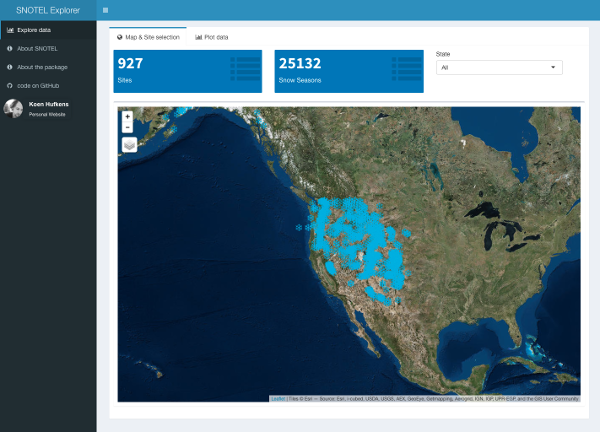 SNOTEL Explorer
Explore data
About SNOTEL
About the package
code on GitHub
Koen Hufkens
Personal Website
Map & Site selection
Plot data
927
Sites
25132
Snow Seasons
State
All
+
−
Leaflet | Tiles © Esri — Source: Esri, i-cubed, USDA, USGS, AEX, GeoEye, Getmapping, Aerogrid, IGN, IGP, UPR-EGP, and the GIS User Community